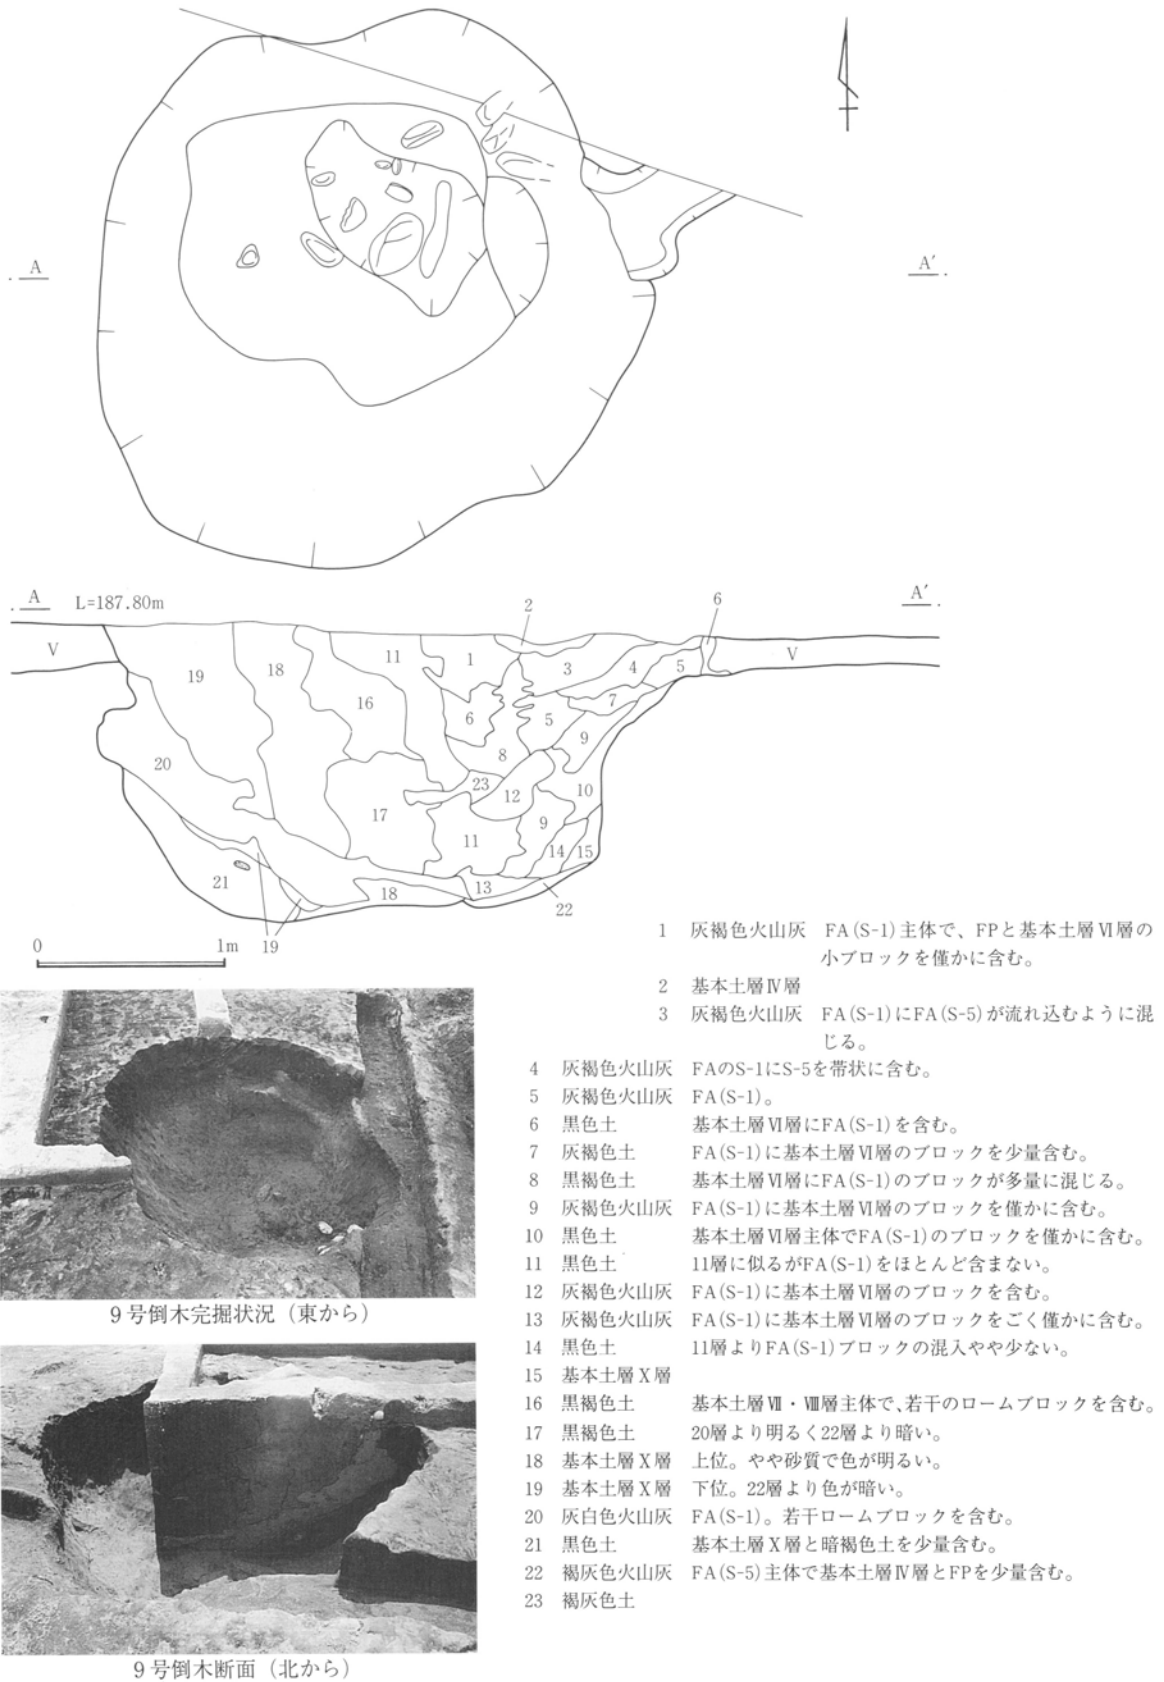 A
A′
A
L=187.80m
A′
2
6
V
19
18
11
1
3
4
5
V
16
6
5
7
20
8
9
23
12
10
17
11
9
14
15
21
18
13
22
19
0
1m
1 灰褐色火山灰 FA(S-1)主体で、FPと基本土層Ⅵ層の
小ブロックを僅かに含む。
2 基本土層Ⅳ層
3 灰褐色火山灰 FA(S-1)にFA(S-5)が流れ込むように混
じる。
4 灰褐色火山灰 FAのS-1にS-5を帯状に含む。
5 灰褐色火山灰 FA(S-1)。
6 黒色土 基本土層Ⅵ層にFA(S-1)を含む。
7 灰褐色土 FA(S-1)に基本土層Ⅵ層のブロックを少量含む。
8 黒褐色土 基本土層Ⅵ層にFA(S-1)のブロックが多量に混じる。
9 灰褐色火山灰 FA(S-1)に基本土層Ⅵ層のブロックを僅かに含む。
10 黒色土 基本土層Ⅵ層主体でFA(S-1)のブロックを僅かに含む。
11 黒色土 11層に似るがFA(S-1)をほとんど含まない。
12 灰褐色火山灰 FA(S-1)に基本土層Ⅵ層のブロックを含む。
13 灰褐色火山灰 FA(S-1)に基本土層Ⅵ層のブロックをごく僅かに含む。
14 黒色土 11層よりFA(S-1)ブロックの混入やや少ない。
15 基本土層Ⅹ層
16 黒褐色土 基本土層Ⅶ・Ⅷ層主体で、若干のロームブロックを含む。
17 黒褐色土 20層より明るく22層より暗い。
18 基本土層Ⅹ層 上位。やや砂質で色が明るい。
19 基本土層Ⅹ層 下位。22層より色が暗い。
20 灰白色火山灰 FA(S-1)。若干ロームブロックを含む。
21 黒色土 基本土層Ⅹ層と暗褐色土を少量含む。
22 褐灰色火山灰 FA(S-5)主体で基本土層Ⅳ層とFPを少量含む。
23 褐灰色土
9号倒木完掘状況（東から）
9号倒木断面（北から）